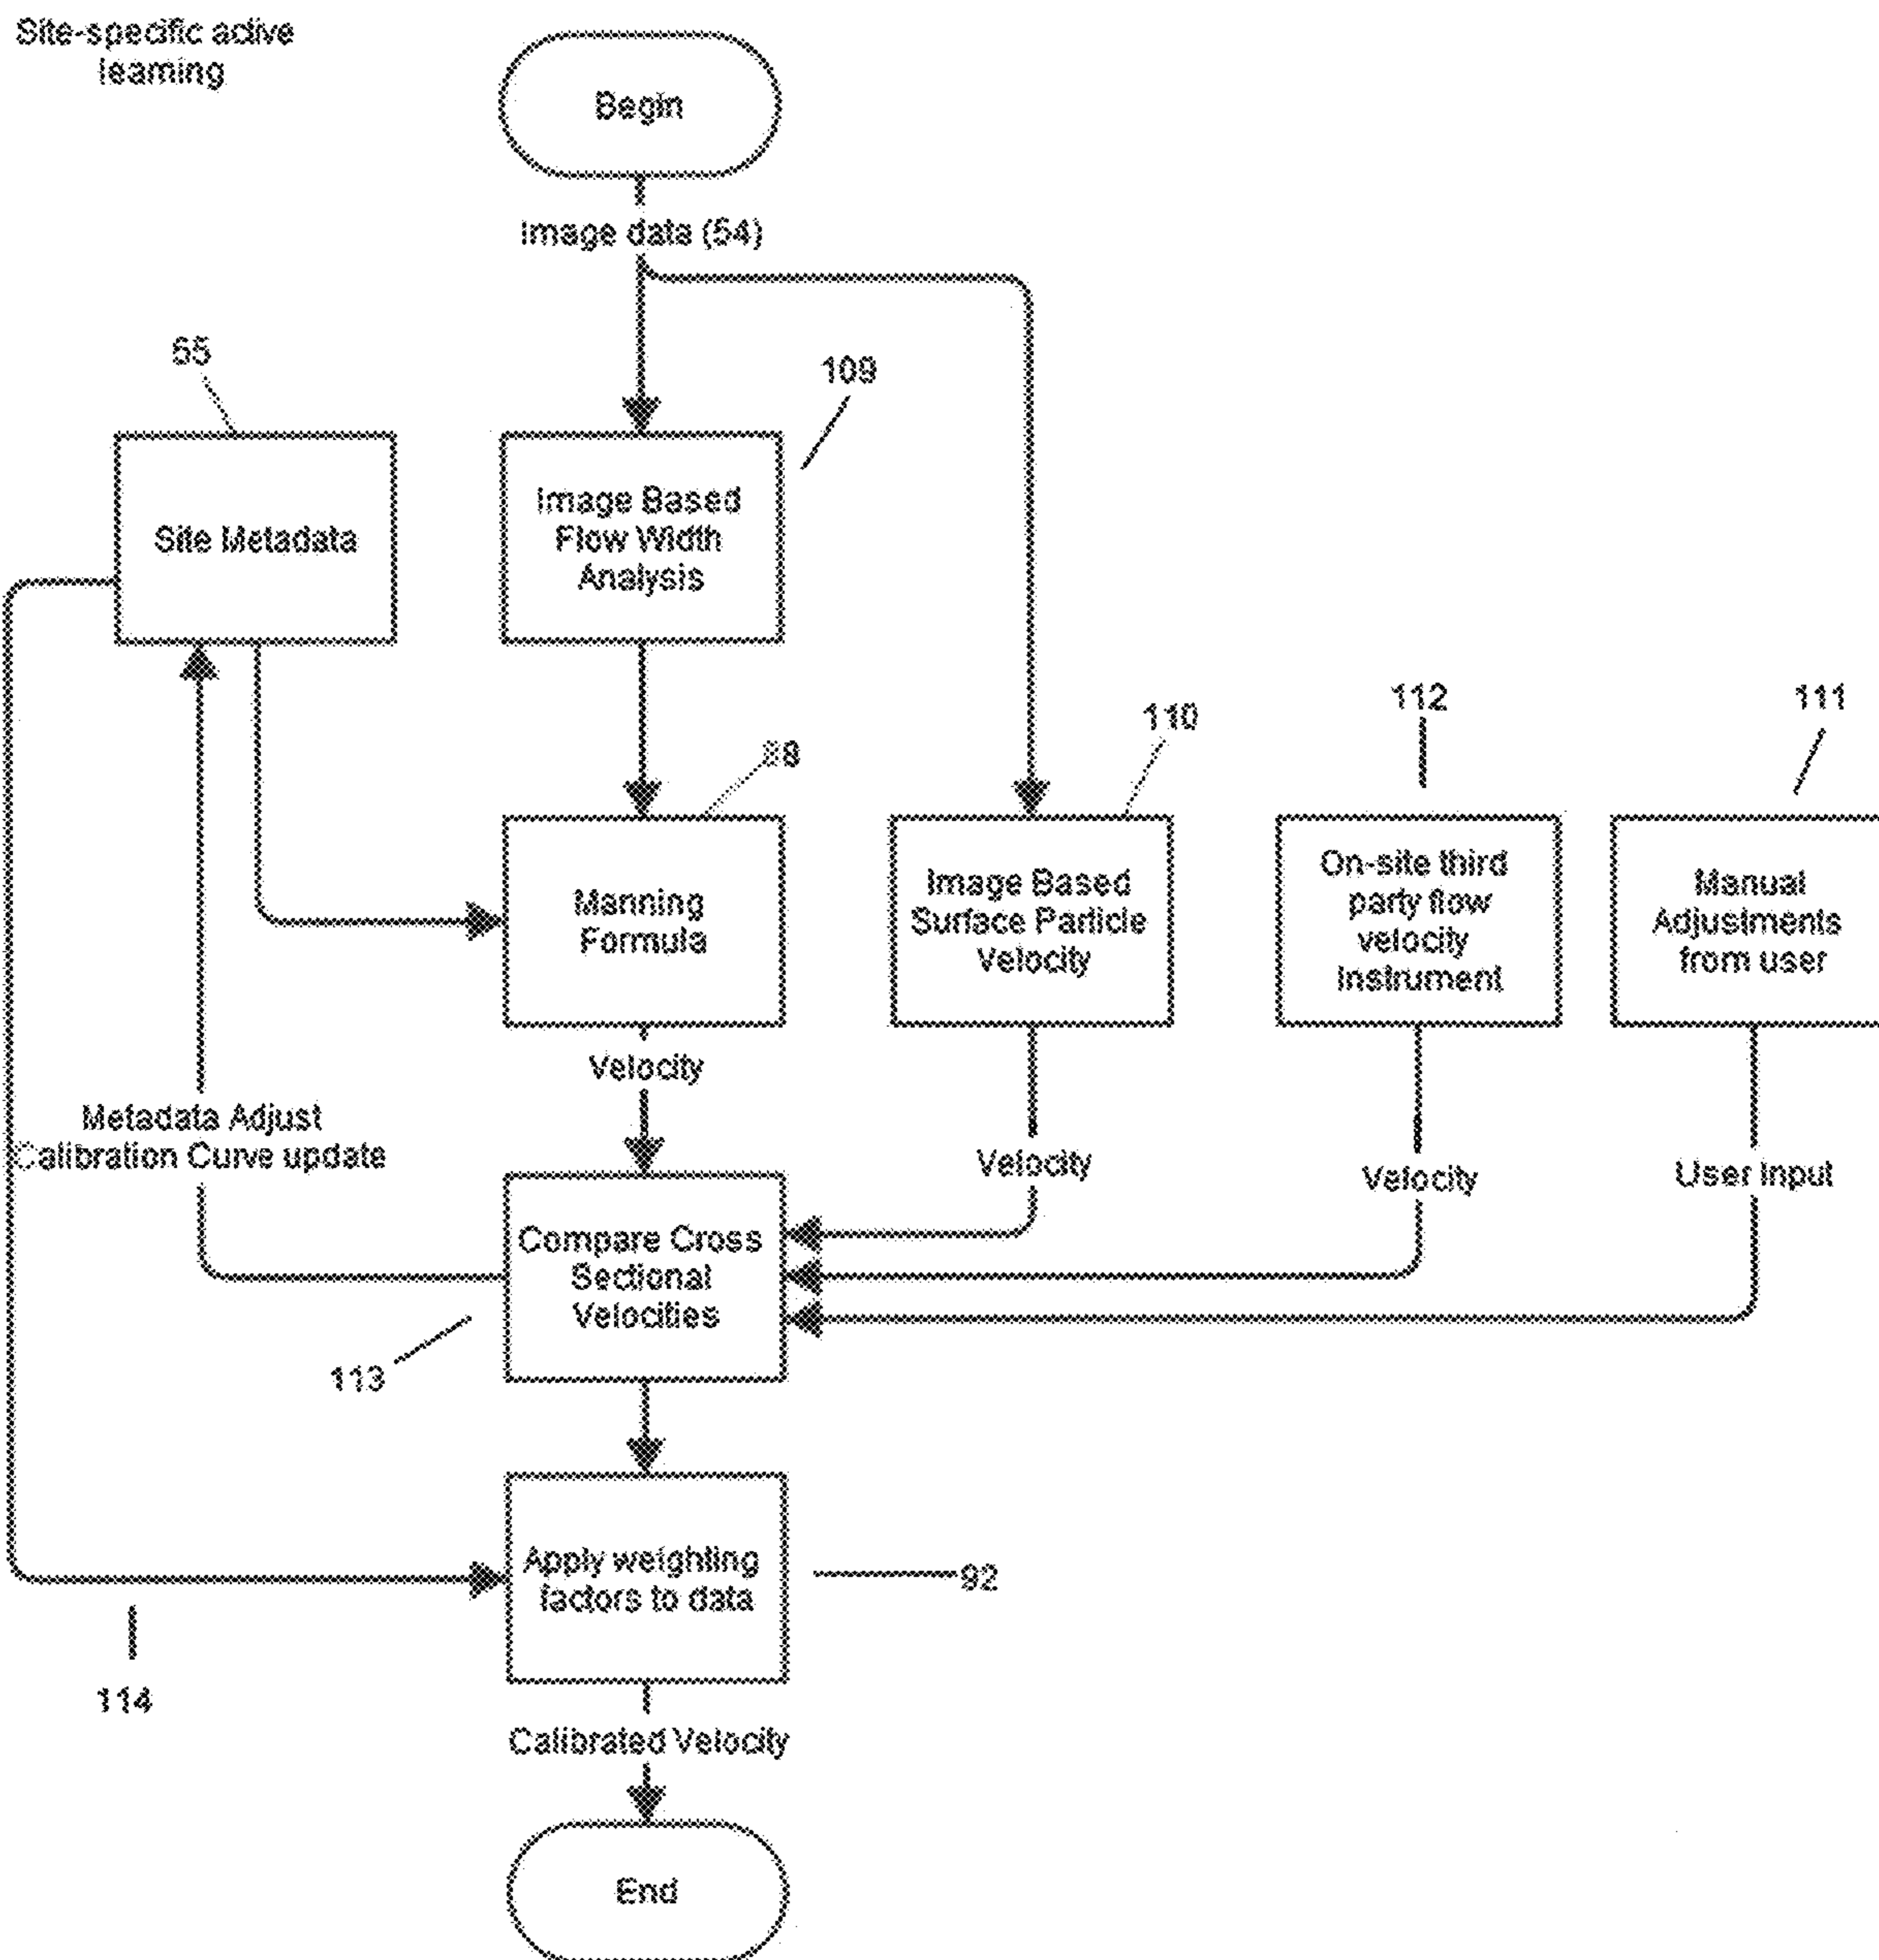 Site-specific active
learning
Begin
Image data (54)
55
109
Site Metadata
Image Based
Flow Width
Analysis
112
111
110
Manning
Formula
Image Based
Surface Particle
Velocity
On-site third
party flow
velocity
instrument
Manual
Adjustments
from user
Velocity
Metadata Adjust
Calibration Curve update
Velocity
Velocity
User Input
Compare Cross
Sectional
Velocities
113
Apply weighting
factors to data
92
114
Calibrated Velocity
End